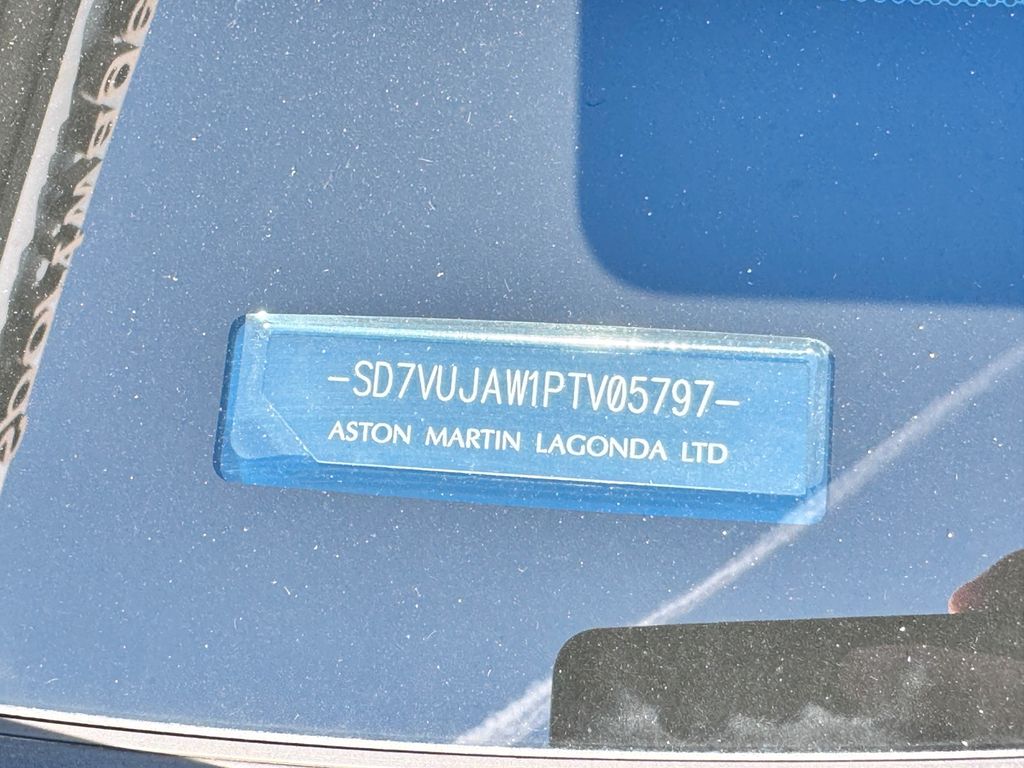 -SD7VUJAW1PTV05797-
ASTON MARTIN LAGONDA LTD